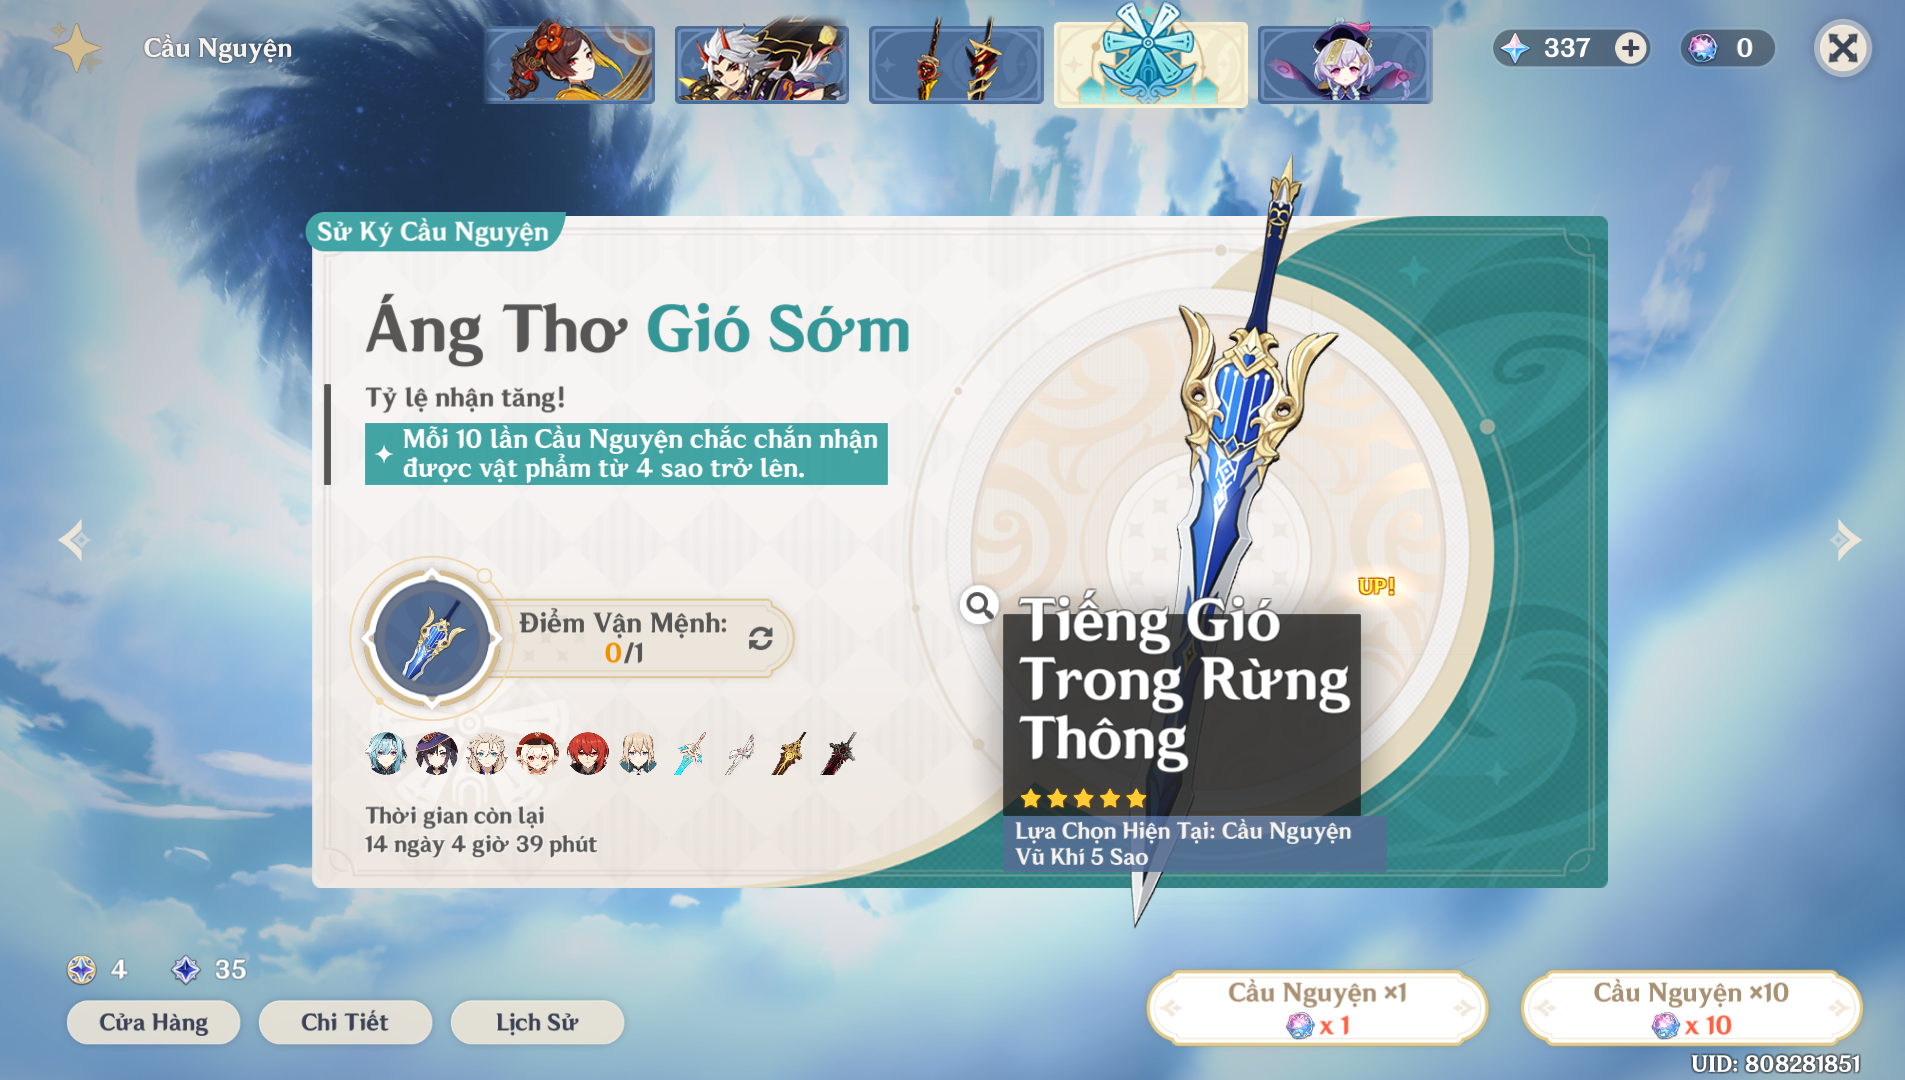 Cầu Nguyện
337
0
Sử Ký Cầu Nguyện
Áng Thơ Gió Sớm
Tỷ lệ nhận tăng!
Mỗi 10 lần Cầu Nguyện chắc chắn nhận
được vật phẩm từ 4 sao trở lên.
Điểm Vận Mệnh:
0/1
Thời gian còn lại
14 ngày 4 giờ 39 phút
UP!
Tiếng Gió
Trong Rừng
Thông
Lựa Chọn Hiện Tại: Cầu Nguyện
Vũ Khí 5 Sao
4
35
Cửa Hàng
Chi Tiết
Lịch Sử
Cầu Nguyện ×1
x 1
Cầu Nguyện ×10
x 10
UID: 808281851